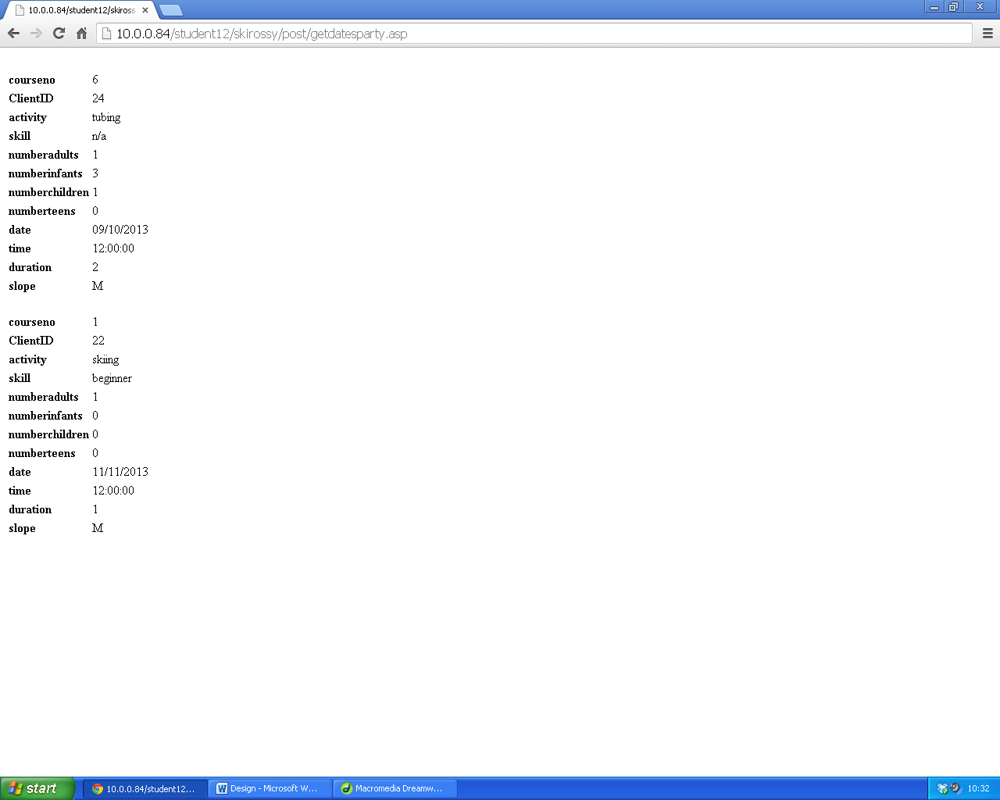 10.0.0.84/student12/skiross
10.0.0.84/student12/skirossy/post/getdatesparty.asp
courseno 6
ClientID 24
activity tubing
skill n/a
numberadults 1
numberinfants 3
numberchildren 1
numberteens 0
date 09/10/2013
time 12:00:00
duration 2
slope M
courseno 1
ClientID 22
activity skiing
skill beginner
numberadults 1
numberinfants 0
numberchildren 0
numberteens 0
date 11/11/2013
time 12:00:00
duration 1
slope M
start 10.0.0.84/student12... Design - Microsoft W... Macromedia Dreamw... 10:32